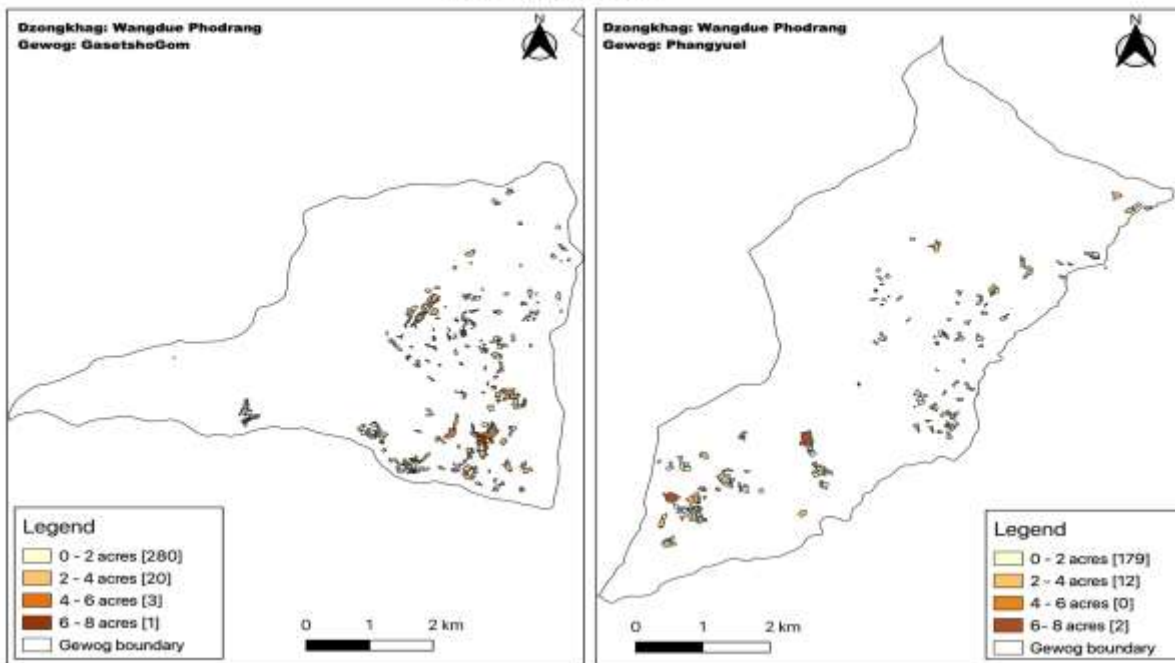 Dzongkhag: Wangdue Phodrang
Gewog: GasetshoGom
N
Legend
0 - 2 acres [280]
2 - 4 acres [20]
4 - 6 acres [3]
6 - 8 acres [1]
Gewog boundary
0 1 2 km
Dzongkhag: Wangdue Phodrang
Gewog: Phangyuel
N
Legend
0 - 2 acres [179]
2 - 4 acres [12]
4 - 6 acres [0]
6 - 8 acres [2]
Gewog boundary
0 1 2 km